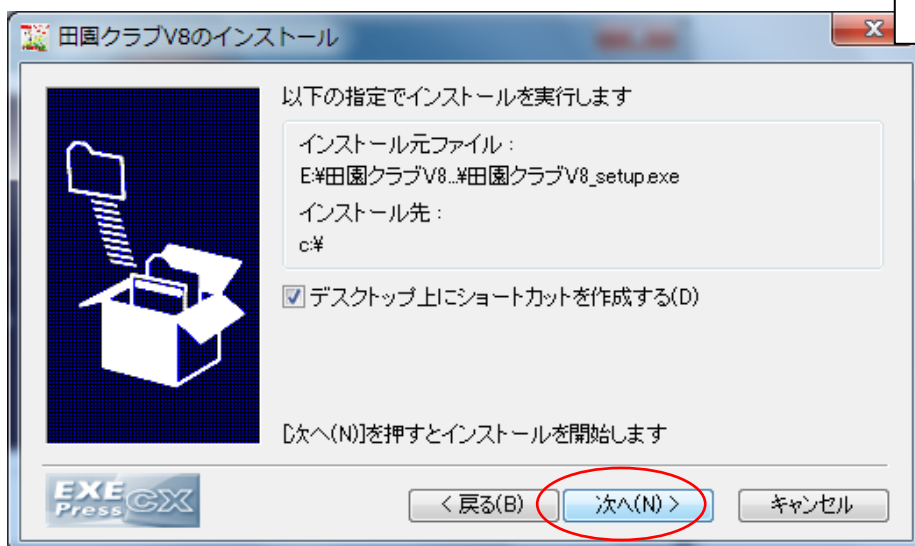 田園クラブV8のインストール
以下の指定でインストールを実行します
インストール元ファイル：
E:¥田園クラブV8..¥田園クラブV8_setup.exe
インストール先：
c:¥
デスクトップ上にショートカットを作成する(D)
[次へ(N)]を押すとインストールを開始します
EXE
Press CX
< 戻る(B)
次へ(N) >
キャンセル